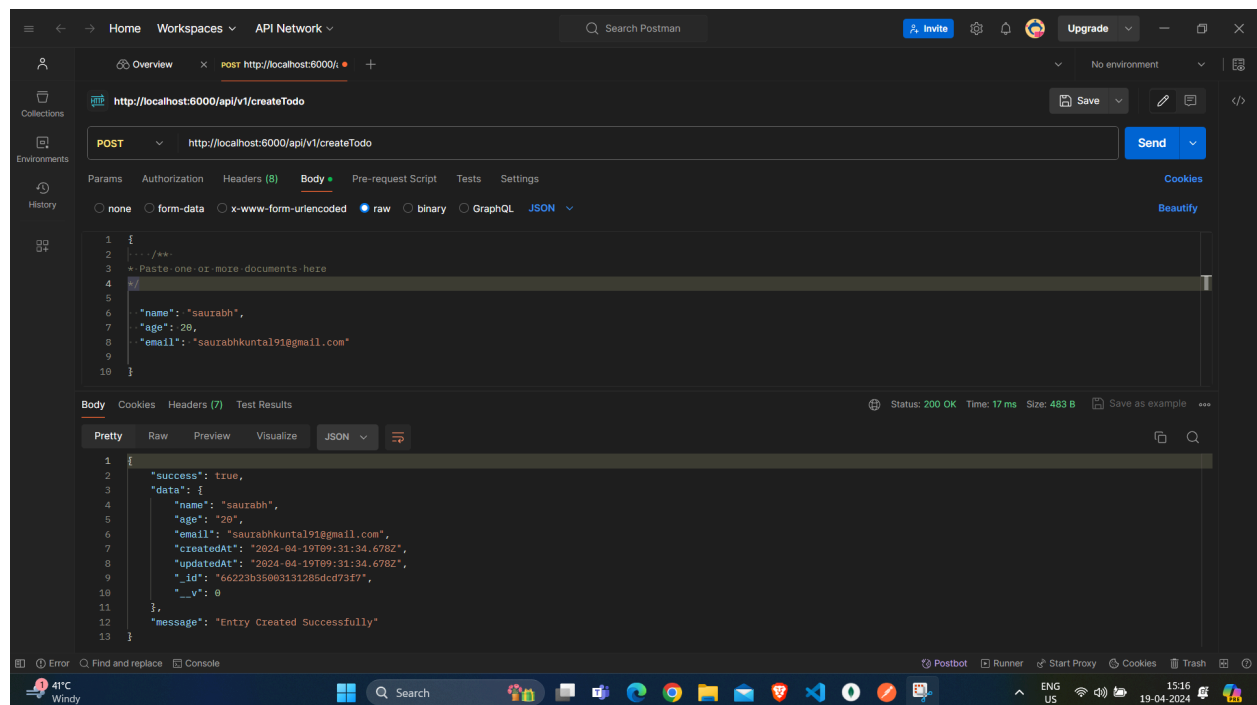 Home Workspaces API Network Search Postman Invite Upgrade
Overview POST http://localhost:6000/a No environment
HTTP http://localhost:6000/api/v1/createTodo Save
Collections
POST http://localhost:6000/api/v1/createTodo Send
Environments
Params Authorization Headers (8) Body Pre-request Script Tests Settings Cookies
History
none form-data x-www-form-urlencoded raw binary GraphQL JSON Beautify
1 {
2 /**
3 * Paste one or more documents here
4 */
5
6 "name": "saurabh",
7 "age": 20,
8 "email": "saurabhkuntal91@gmail.com"
9
10 }
Body Cookies Headers (7) Test Results Status: 200 OK Time: 17 ms Size: 483 B Save as example
Pretty Raw Preview Visualize JSON
1 {
2 "success": true,
3 "data": {
4 "name": "saurabh",
5 "age": "20",
6 "email": "saurabhkuntal91@gmail.com",
7 "createdAt": "2024-04-19T09:31:34.678Z",
8 "updatedAt": "2024-04-19T09:31:34.678Z",
9 "_id": "66223b35003131285dcd73f7",
10 "__v": 0
11 },
12 "message": "Entry Created Successfully"
13 }
Error Find and replace Console Postbot Runner Start Proxy Cookies Trash
1 41°C Search ENG 15:16
Windy US 19-04-2024